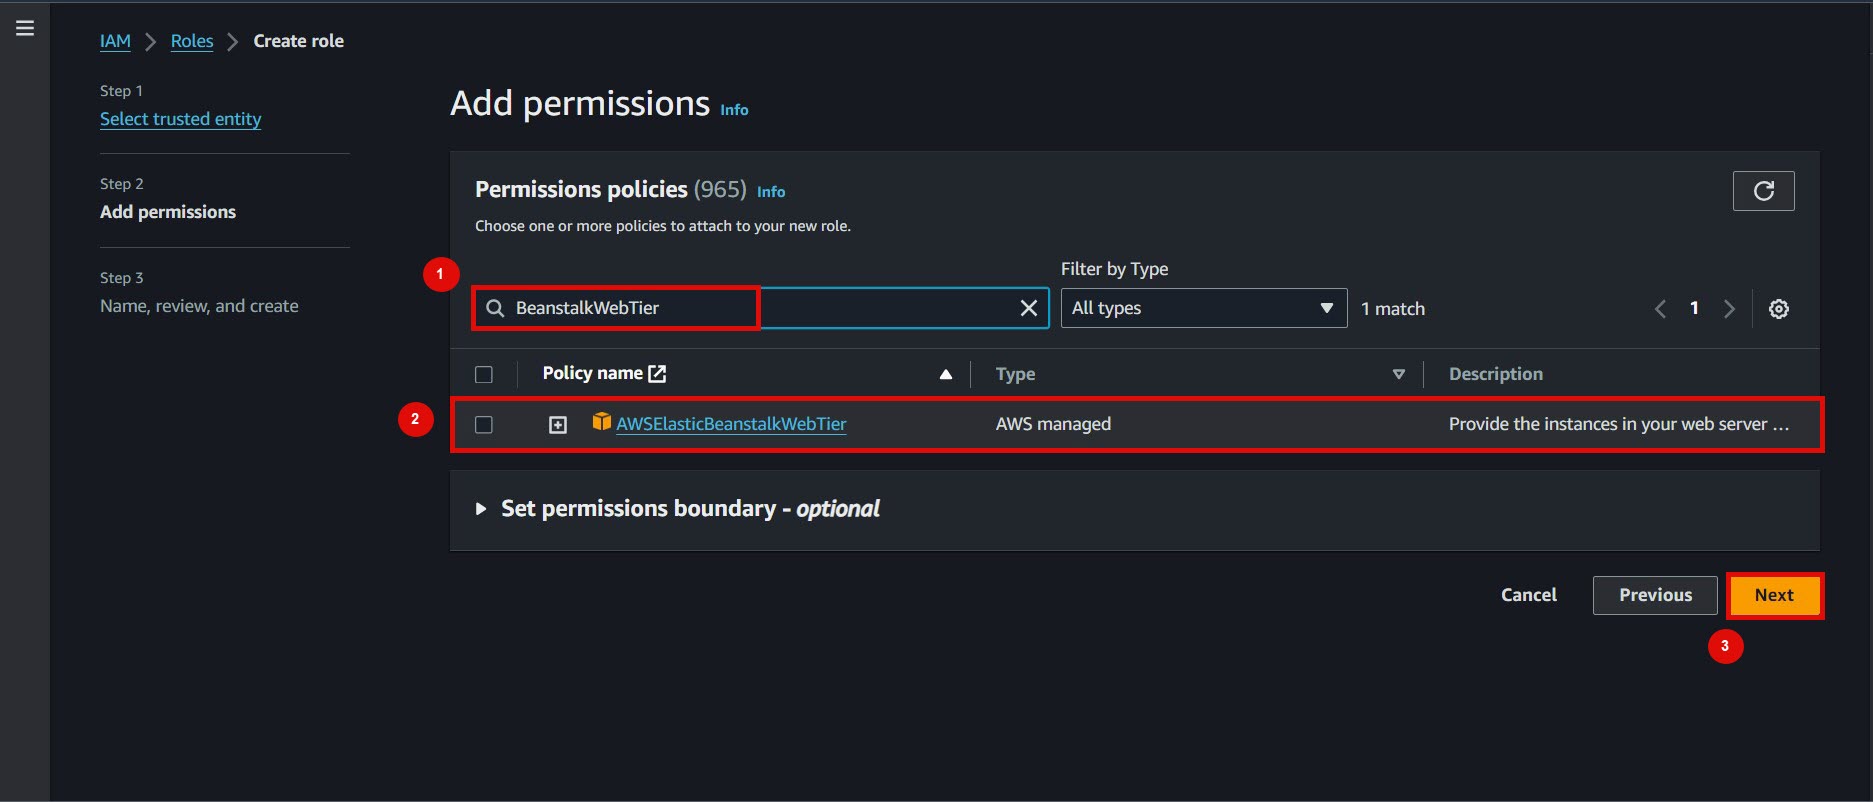 IAM > Roles > Create role
Step 1
Select trusted entity
Step 2
Add permissions
Step 3
Name, review, and create
Add permissions Info
Permissions policies (965) Info
Choose one or more policies to attach to your new role.
1
Filter by Type
BeanstalkWebTier
All types
1 match
1
Policy name
Type
Description
2
AWSElasticBeanstalkWebTier
AWS managed
Provide the instances in your web server ...
Set permissions boundary - optional
Cancel
Previous
Next
3